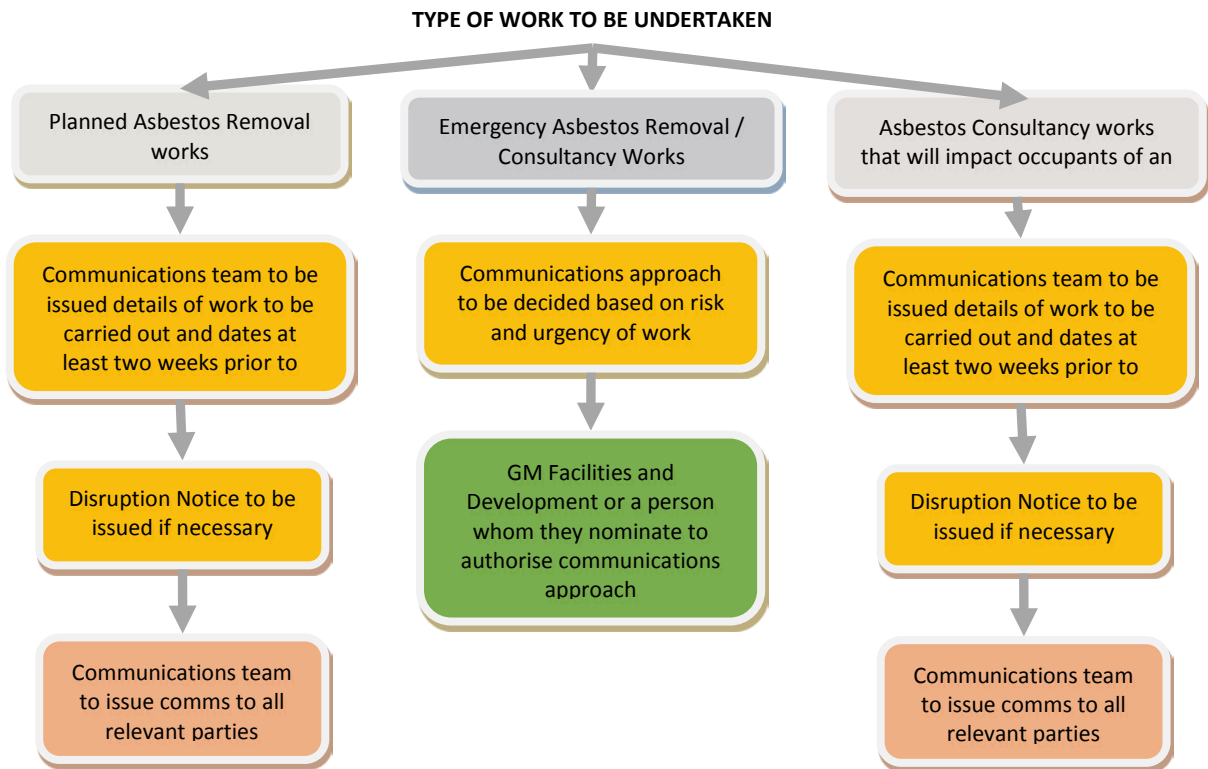 TYPE OF WORK TO BE UNDERTAKEN
Planned Asbestos Removal
works
Emergency Asbestos Removal /
Consultancy Works
Asbestos Consultancy works
that will impact occupants of an
Communications team to be
issued details of work to be
carried out and dates at
least two weeks prior to
Communications approach
to be decided based on risk
and urgency of work
Communications team to be
issued details of work to be
carried out and dates at
least two weeks prior to
Disruption Notice to be
issued if necessary
GM Facilities and
Development or a person
whom they nominate to
authorise communications
approach
Disruption Notice to be
issued if necessary
Communications team
to issue comms to all
relevant parties
Communications team
to issue comms to all
relevant parties